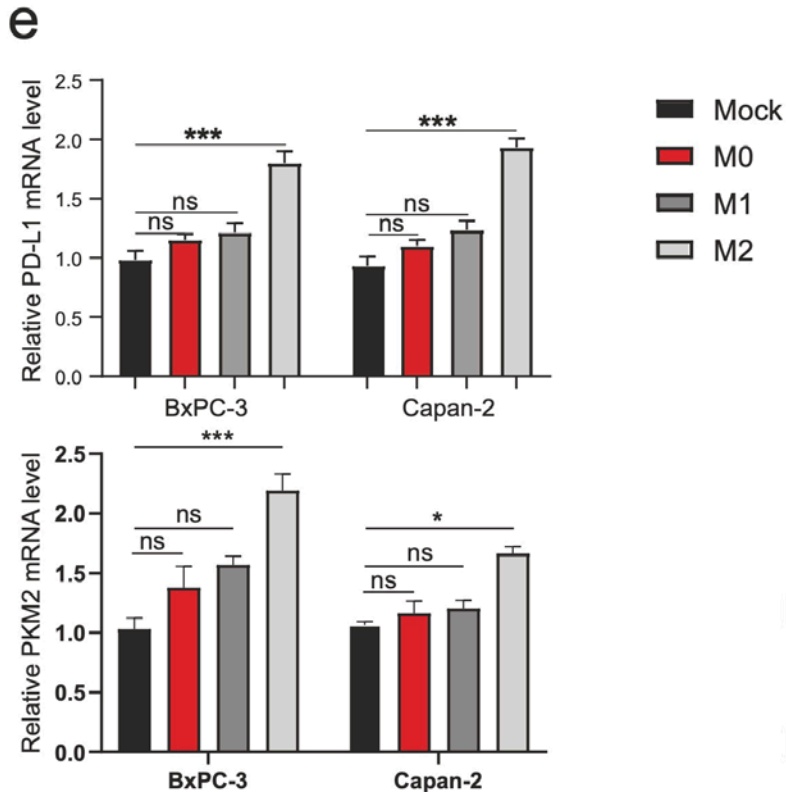 e
Relative PD-L1 mRNA level
2.5
2.0
1.5
1.0
0.5
0.0
***
ns
ns
***
ns
ns
BxPC-3
Capan-2
Mock
M0
M1
M2
Relative PKM2 mRNA level
2.5
2.0
1.5
1.0
0.5
0.0
***
ns
ns
*
ns
ns
BxPC-3
Capan-2